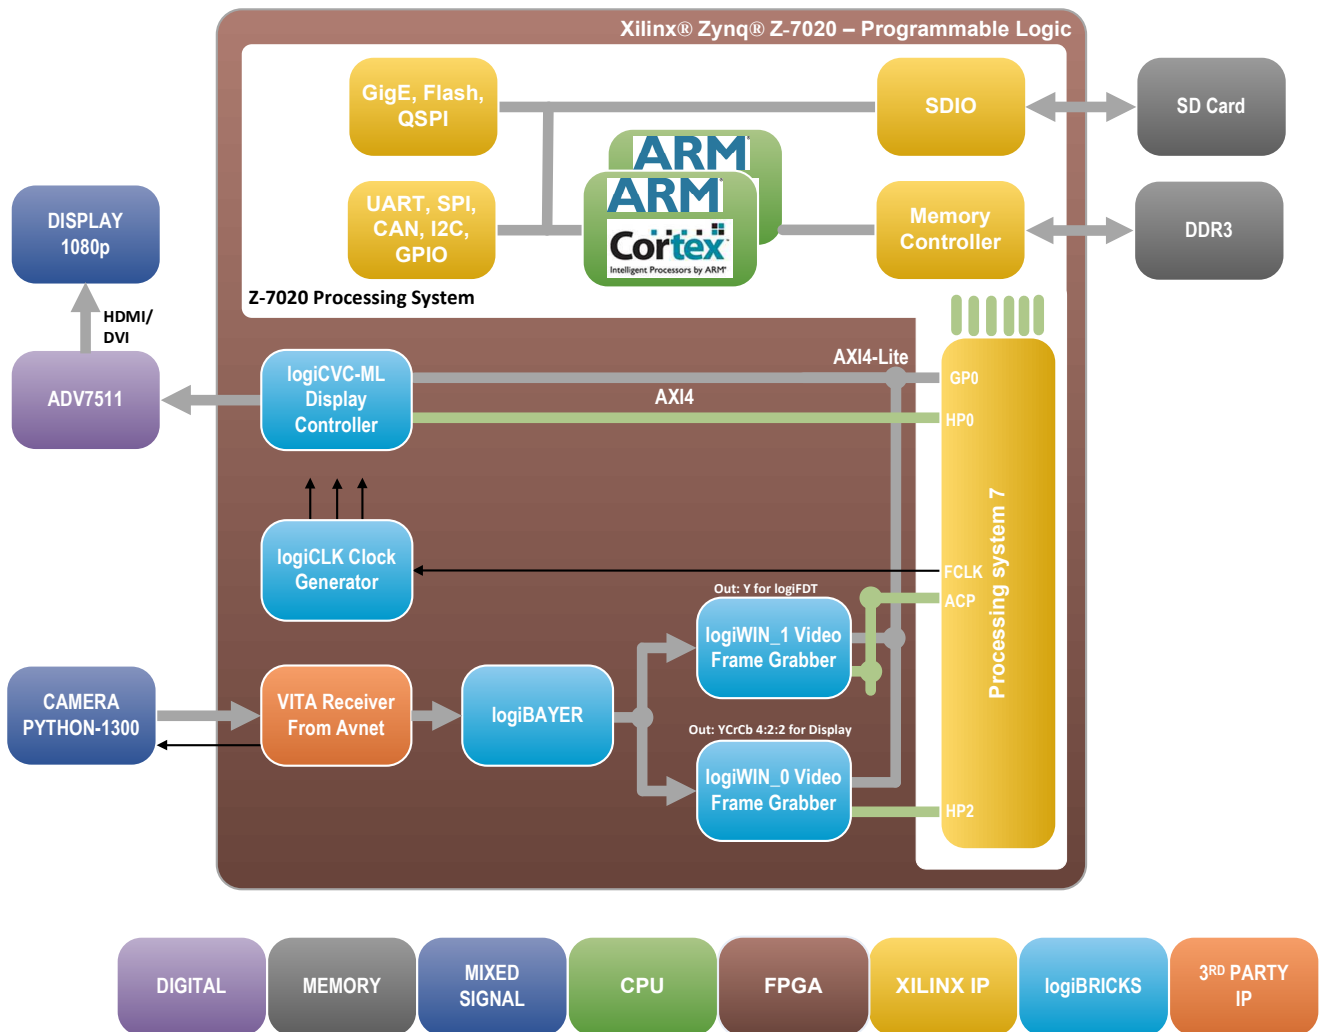 Xilinx® Zynq® Z-7020 – Programmable Logic
GigE, Flash,
QSPI
SDIO
SD Card
ARM®
ARM®
Cortex™
Intelligent Processors by ARM®
UART, SPI,
CAN, I2C,
GPIO
Memory
Controller
DDR3
DISPLAY
1080p
Z-7020 Processing System
HDMI/
DVI
ADV7511
logiCVC-ML
Display
Controller
AXI4-Lite
AXI4
GP0
HP0
logiCLK Clock
Generator
FCLK
ACP
Processing system 7
Out: Y for logiFDT
logiWIN_1 Video
Frame Grabber
CAMERA
PYTHON-1300
VITA Receiver
From Avnet
logiBAYER
Out: YCrCb 4:2:2 for Display
logiWIN_0 Video
Frame Grabber
HP2
DIGITAL
MEMORY
MIXED
SIGNAL
CPU
FPGA
XILINX IP
logiBRICKS
3RD PARTY
IP